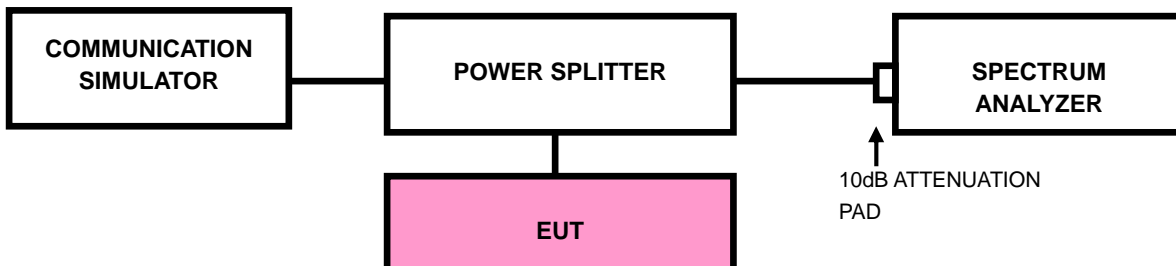 COMMUNICATION
SIMULATOR
POWER SPLITTER
SPECTRUM
ANALYZER
10dB ATTENUATION
PAD
EUT